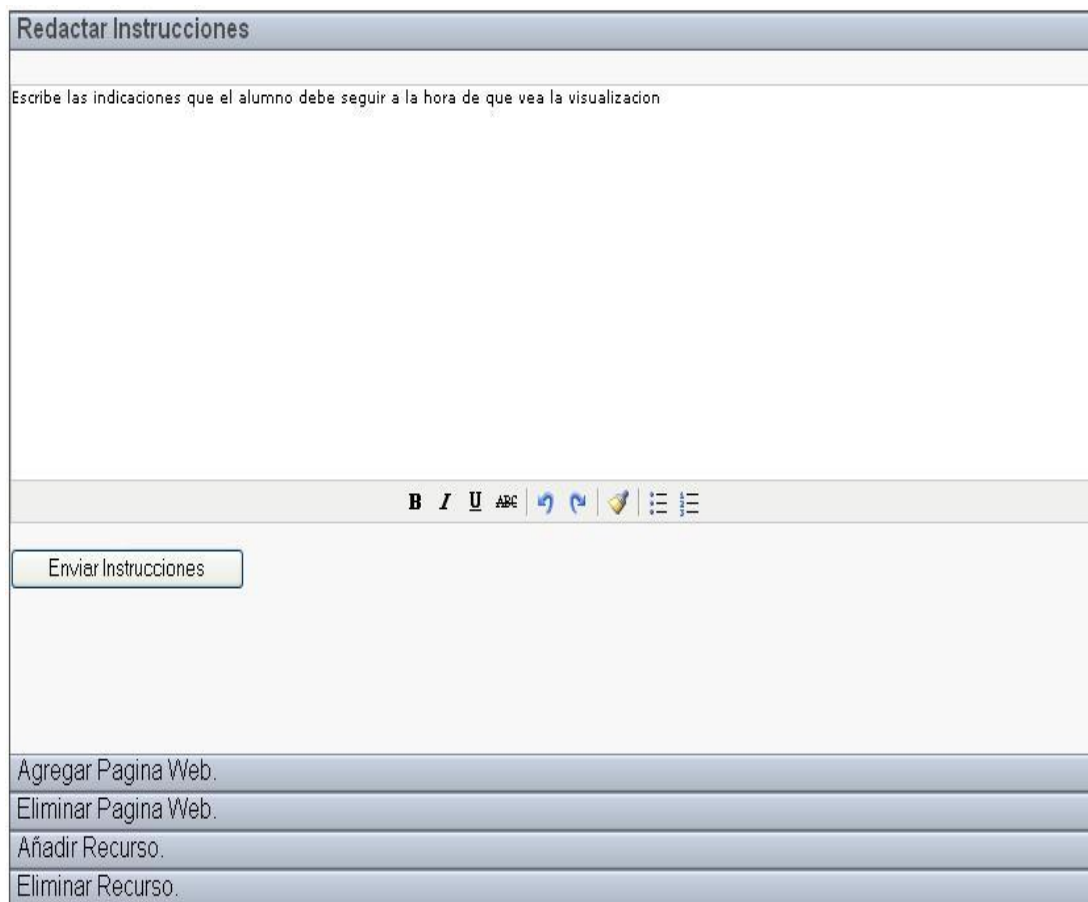 Redactar Instrucciones
Escribe las indicaciones que el alumno debe seguir a la hora de que vea la visualizacion
B I U ABC
Enviar Instrucciones
Agregar Pagina Web.
Eliminar Pagina Web.
Añadir Recurso.
Eliminar Recurso.